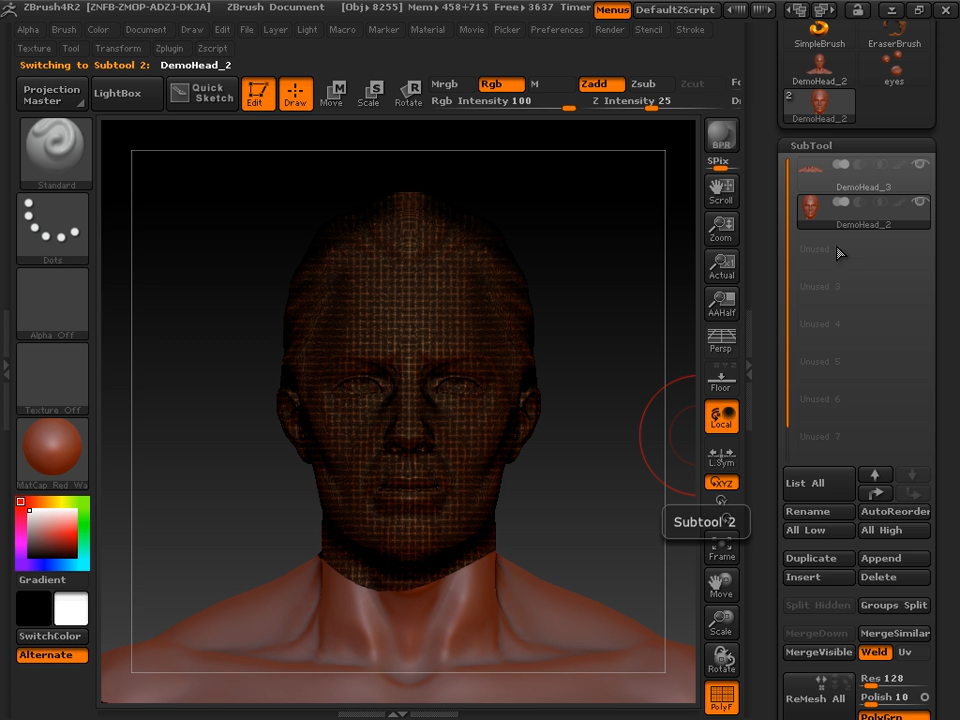 ZBrush4R2 [ZNFB-ZMOP-ADZJ-DKJA] ZBrush Document [Obj▸8255] Mem▸458+715 Free▸3637 Timer Menus DefaultZScript
Alpha Brush Color Document Draw Edit File Layer Light Macro Marker Material Movie Picker Preferences Render Stencil Stroke
Texture Tool Transform Zplugin Zscript
Switching to Subtool 2: DemoHead_2
Projection Master
LightBox
Quick Sketch
Edit
Draw
Move
Scale
Rotate
Mrgb Rgb M Zadd Zsub Zcut Fo
Rgb Intensity 100 Z Intensity 25
Standard
Dots
Alpha Off
Texture Off
MatCap Red Wa
Gradient
SwitchColor
Alternate
BPR
SPix
Scroll
Zoom
Actual
AAHalf
Persp
Floor
Local
L.Sym
XYZ
Subtool 2
Frame
Move
Scale
Rotate
PolyF
SimpleBrush EraserBrush
DemoHead_2 eyes
2
DemoHead_2
SubTool
DemoHead_3
DemoHead_2
Unused
Unused 3
Unused 4
Unused 5
Unused 6
Unused 7
List All
Rename AutoReorder
All Low All High
Duplicate Append
Insert Delete
Split Hidden Groups Split
MergeDown MergeSimilar
MergeVisible Weld Uv
ReMesh All
Res 128
Polish 10
PolyGrp